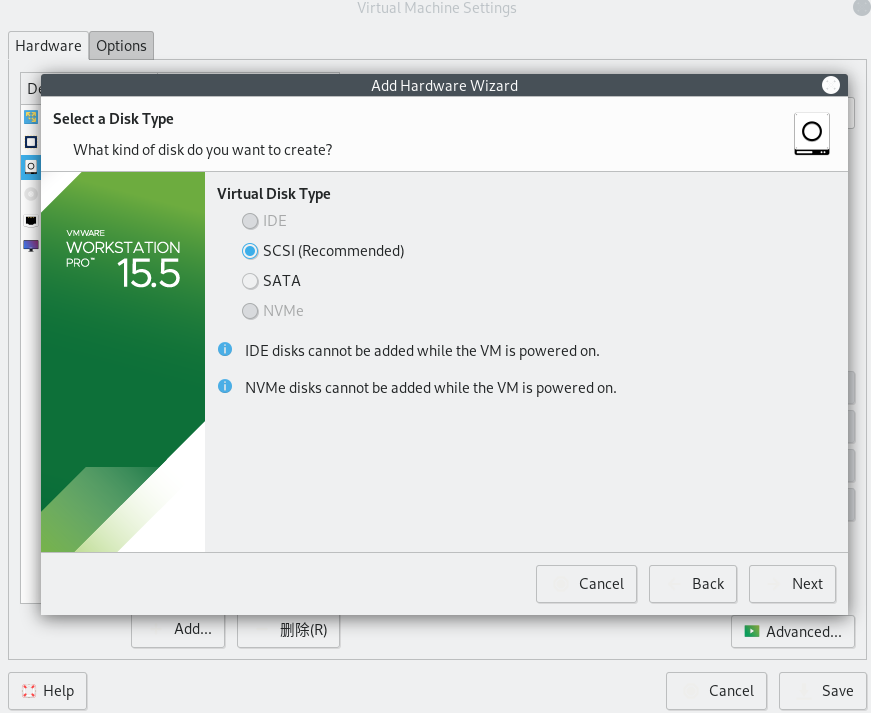 Virtual Machine Settings
Hardware
Options
De
Add Hardware Wizard
Select a Disk Type
What kind of disk do you want to create?
VMWARE
WORKSTATION
PRO™ 15.5
Virtual Disk Type
IDE
SCSI (Recommended)
SATA
NVMe
IDE disks cannot be added while the VM is powered on.
NVMe disks cannot be added while the VM is powered on.
Cancel
Back
Next
Add...
删除(R)
Advanced...
Help
Cancel
Save